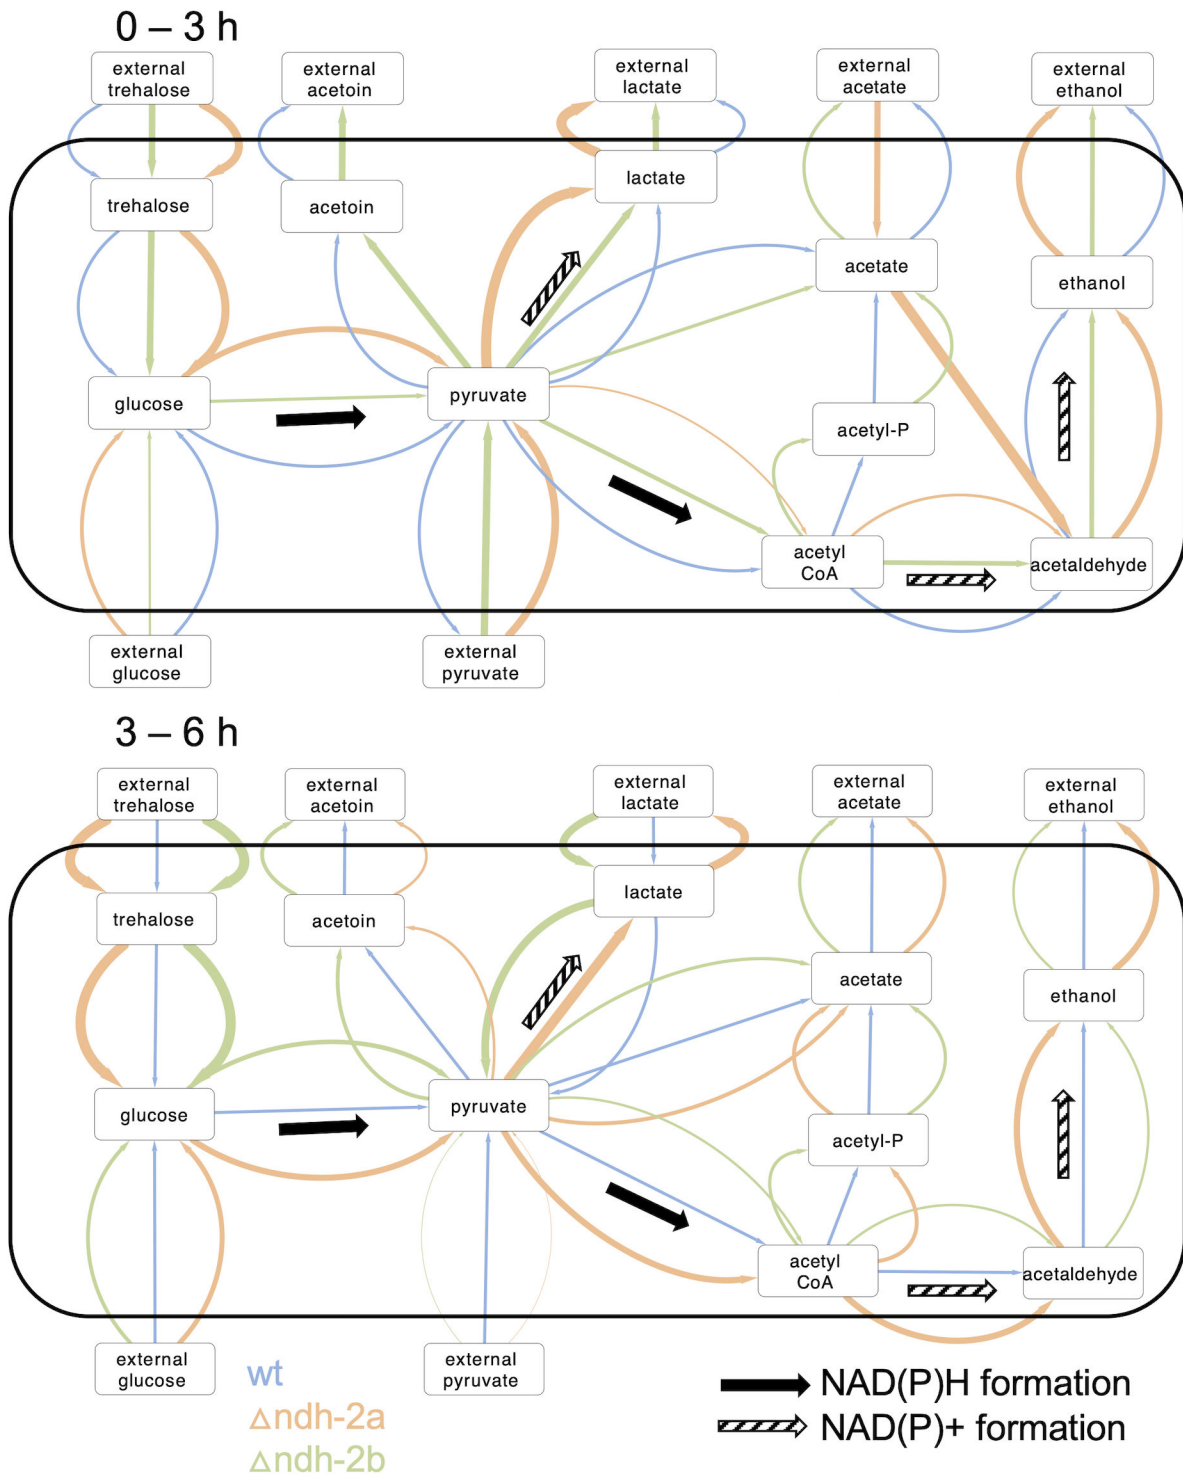 0 – 3 h
external
trehalose
external
acetoin
external
lactate
external
acetate
external
ethanol
trehalose
acetoin
lactate
acetate
ethanol
glucose
pyruvate
acetyl-P
acetyl
CoA
acetaldehyde
external
glucose
external
pyruvate
3 – 6 h
external
trehalose
external
acetoin
external
lactate
external
acetate
external
ethanol
trehalose
acetoin
lactate
acetate
ethanol
glucose
pyruvate
acetyl-P
acetyl
CoA
acetaldehyde
external
glucose
external
pyruvate
wt
Δndh-2a
Δndh-2b
NAD(P)H formation
NAD(P)+ formation